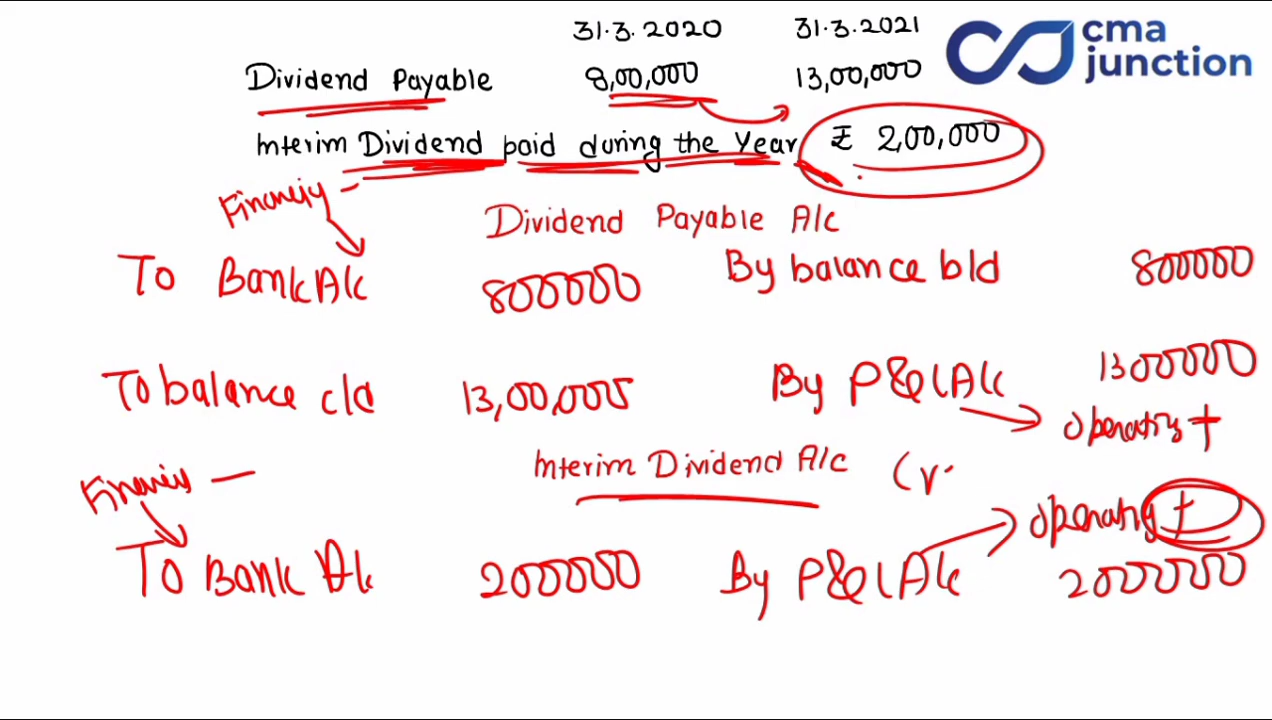 31.3.2020 31.3.2021
cma junction
Dividend Payable 8,00,000 13,00,000
Interim Dividend paid during the Year ₹ 2,00,000
Dividend Payable A/c
To Bank A/c 800000 By balance b/d 800000
To balance c/d 13,00,000 By P&L A/c 1300000
operating +
Interim Dividend A/c
operating +
To Bank A/c 200000 By P&L A/c 200000